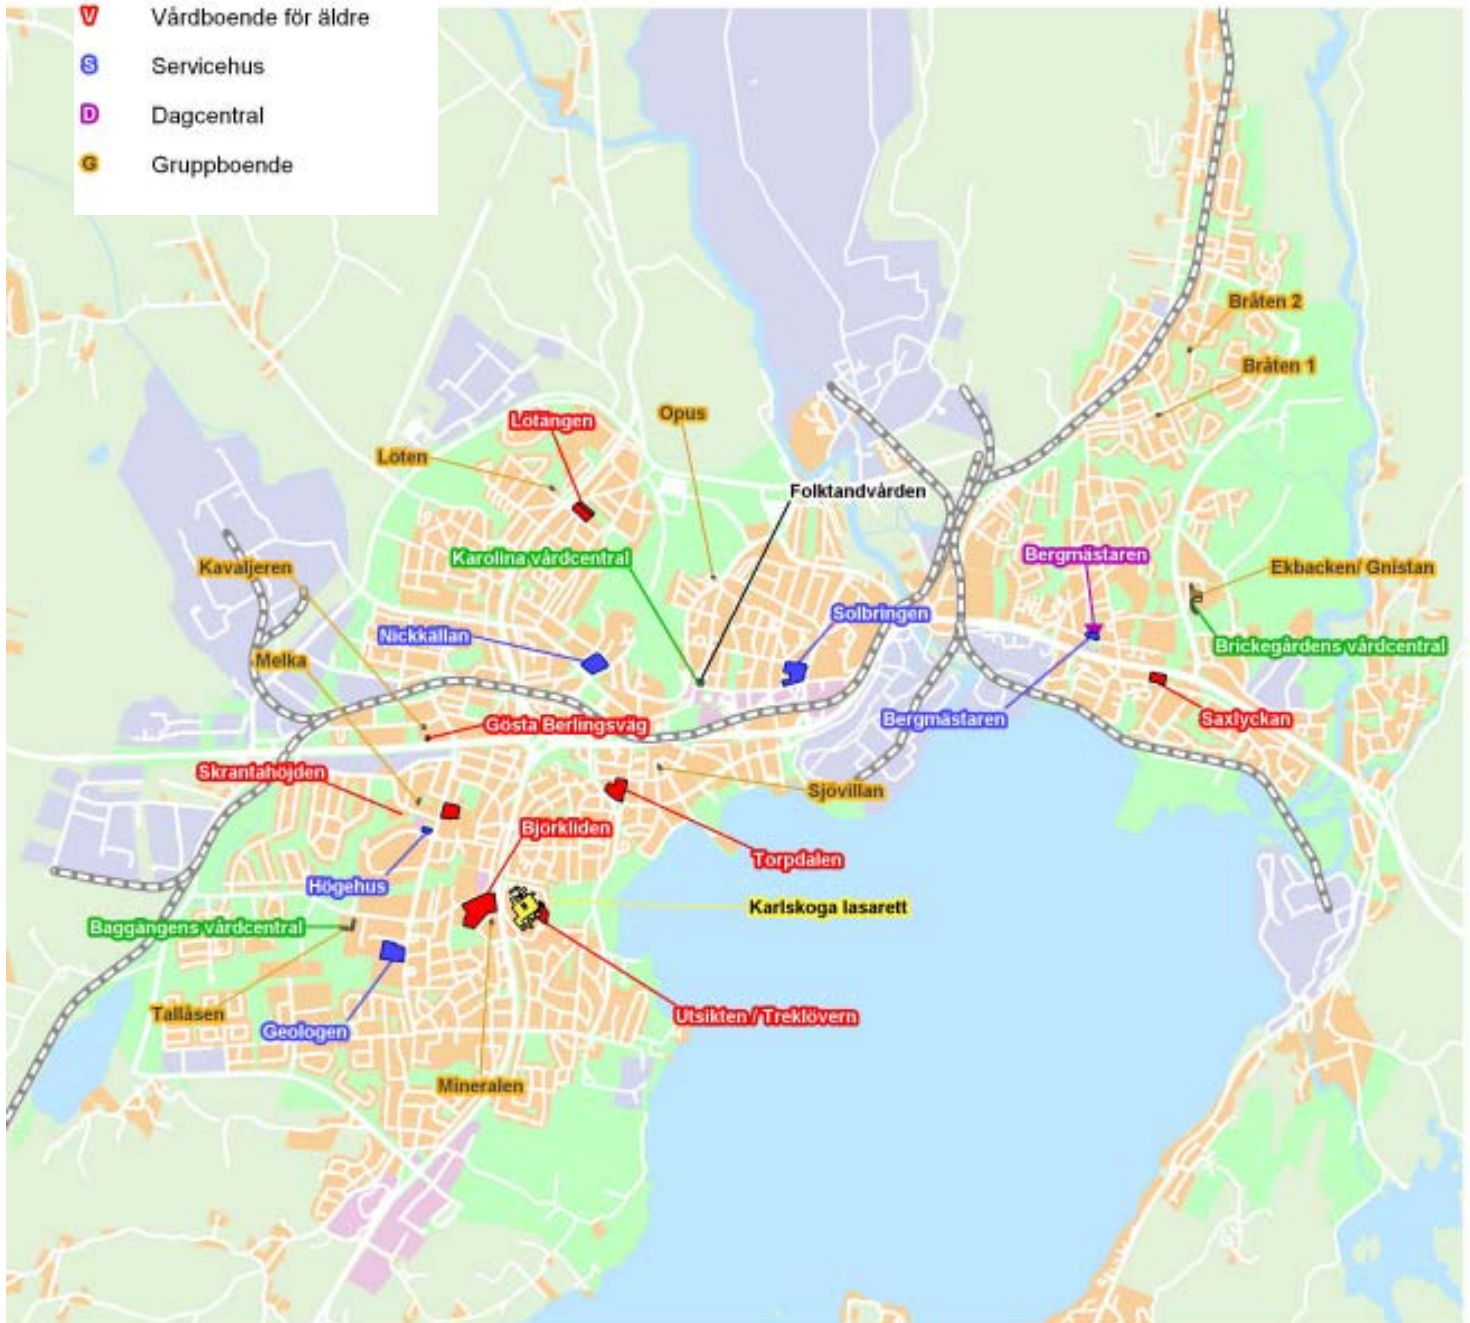 V Vårdboende för äldre
S Servicehus
D Dagcentral
G Gruppboende
Bråten 2
Bråten 1
Opus
Lötängen
Löten
Folktandvården
Karolina vårdcentral
Bergmästaren
Kavaljeren
Ekbacken/ Gnistan
Solbringen
Nickkällan
Brickegårdens vårdcentral
Melka
Bergmästaren
Saxlyckan
Gösta Berlingsväg
Skrantahöjden
Sjövillan
Björkliden
Torpdalen
Högehus
Karlskoga lasarett
Baggängens vårdcentral
Tallåsen
Utsikten / Treklövern
Geologen
Mineralen